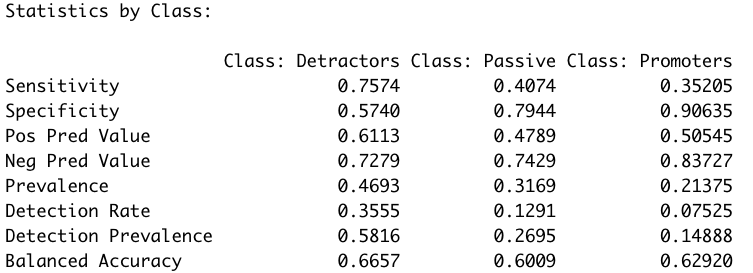 Statistics by Class:
Class: Detractors Class: Passive Class: Promoters
Sensitivity 0.7574 0.4074 0.35205
Specificity 0.5740 0.7944 0.90635
Pos Pred Value 0.6113 0.4789 0.50545
Neg Pred Value 0.7279 0.7429 0.83727
Prevalence 0.4693 0.3169 0.21375
Detection Rate 0.3555 0.1291 0.07525
Detection Prevalence 0.5816 0.2695 0.14888
Balanced Accuracy 0.6657 0.6009 0.62920